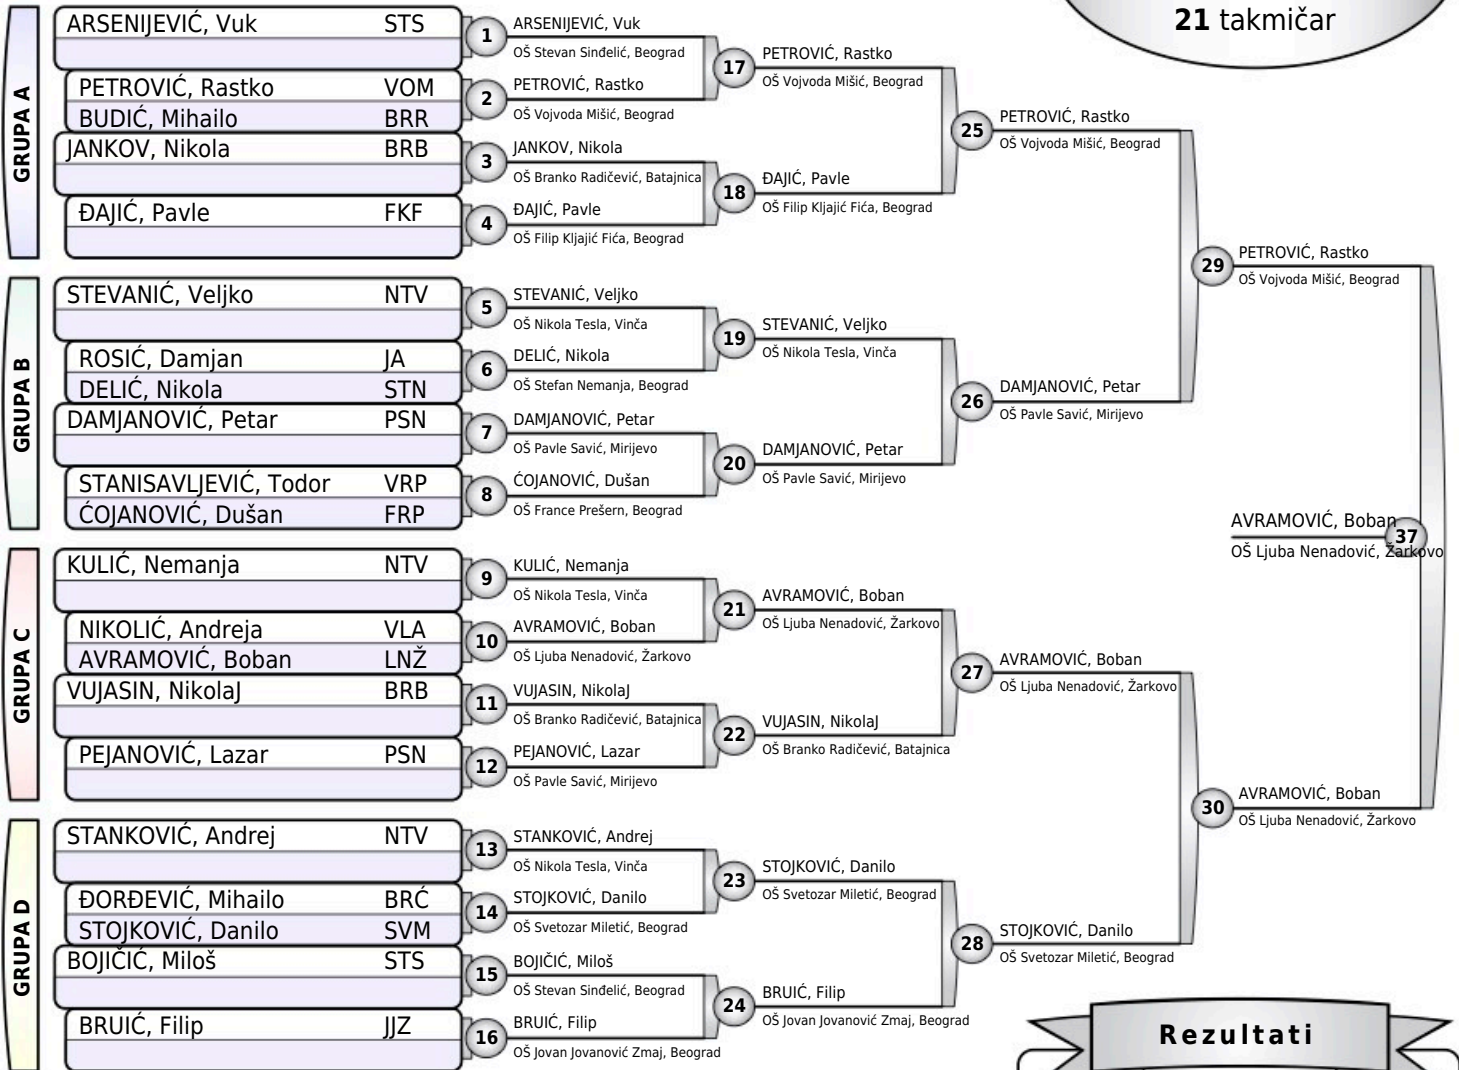 21 takmičar
GRUPA A
ARSENIJEVIĆ, Vuk STS
PETROVIĆ, Rastko VOM
BUDIĆ, Mihailo BRR
JANKOV, Nikola BRB
ĐAJIĆ, Pavle FKF
GRUPA B
STEVANIĆ, Veljko NTV
ROSIĆ, Damjan JA
DELIĆ, Nikola STN
DAMJANOVIĆ, Petar PSN
STANISAVLJEVIĆ, Todor VRP
ĆOJANOVIĆ, Dušan FRP
GRUPA C
KULIĆ, Nemanja NTV
NIKOLIĆ, Andreja VLA
AVRAMOVIĆ, Boban LNŽ
VUJASIN, NikolaJ BRB
PEJANOVIĆ, Lazar PSN
GRUPA D
STANKOVIĆ, Andrej NTV
ĐORĐEVIĆ, Mihailo BRĆ
STOJKOVIĆ, Danilo SVM
BOJIČIĆ, Miloš STS
BRUIĆ, Filip JJZ
1 ARSENIJEVIĆ, Vuk
OŠ Stevan Sinđelić, Beograd
2 PETROVIĆ, Rastko
OŠ Vojvoda Mišić, Beograd
3 JANKOV, Nikola
OŠ Branko Radičević, Batajnica
4 ĐAJIĆ, Pavle
OŠ Filip Kljajić Fića, Beograd
5 STEVANIĆ, Veljko
OŠ Nikola Tesla, Vinča
6 DELIĆ, Nikola
OŠ Stefan Nemanja, Beograd
7 DAMJANOVIĆ, Petar
OŠ Pavle Savić, Mirijevo
8 ĆOJANOVIĆ, Dušan
OŠ France Prešern, Beograd
9 KULIĆ, Nemanja
OŠ Nikola Tesla, Vinča
10 AVRAMOVIĆ, Boban
OŠ Ljuba Nenadović, Žarkovo
11 VUJASIN, NikolaJ
OŠ Branko Radičević, Batajnica
12 PEJANOVIĆ, Lazar
OŠ Pavle Savić, Mirijevo
13 STANKOVIĆ, Andrej
OŠ Nikola Tesla, Vinča
14 STOJKOVIĆ, Danilo
OŠ Svetozar Miletić, Beograd
15 BOJIČIĆ, Miloš
OŠ Stevan Sinđelić, Beograd
16 BRUIĆ, Filip
OŠ Jovan Jovanović Zmaj, Beograd
17 PETROVIĆ, Rastko
OŠ Vojvoda Mišić, Beograd
18 ĐAJIĆ, Pavle
OŠ Filip Kljajić Fića, Beograd
19 STEVANIĆ, Veljko
OŠ Nikola Tesla, Vinča
20 DAMJANOVIĆ, Petar
OŠ Pavle Savić, Mirijevo
21 AVRAMOVIĆ, Boban
OŠ Ljuba Nenadović, Žarkovo
22 VUJASIN, NikolaJ
OŠ Branko Radičević, Batajnica
23 STOJKOVIĆ, Danilo
OŠ Svetozar Miletić, Beograd
24 BRUIĆ, Filip
OŠ Jovan Jovanović Zmaj, Beograd
25 PETROVIĆ, Rastko
OŠ Vojvoda Mišić, Beograd
26 DAMJANOVIĆ, Petar
OŠ Pavle Savić, Mirijevo
27 AVRAMOVIĆ, Boban
OŠ Ljuba Nenadović, Žarkovo
28 STOJKOVIĆ, Danilo
OŠ Svetozar Miletić, Beograd
29 PETROVIĆ, Rastko
OŠ Vojvoda Mišić, Beograd
30 AVRAMOVIĆ, Boban
OŠ Ljuba Nenadović, Žarkovo
AVRAMOVIĆ, Boban 37
OŠ Ljuba Nenadović, Žarkovo
Rezultati